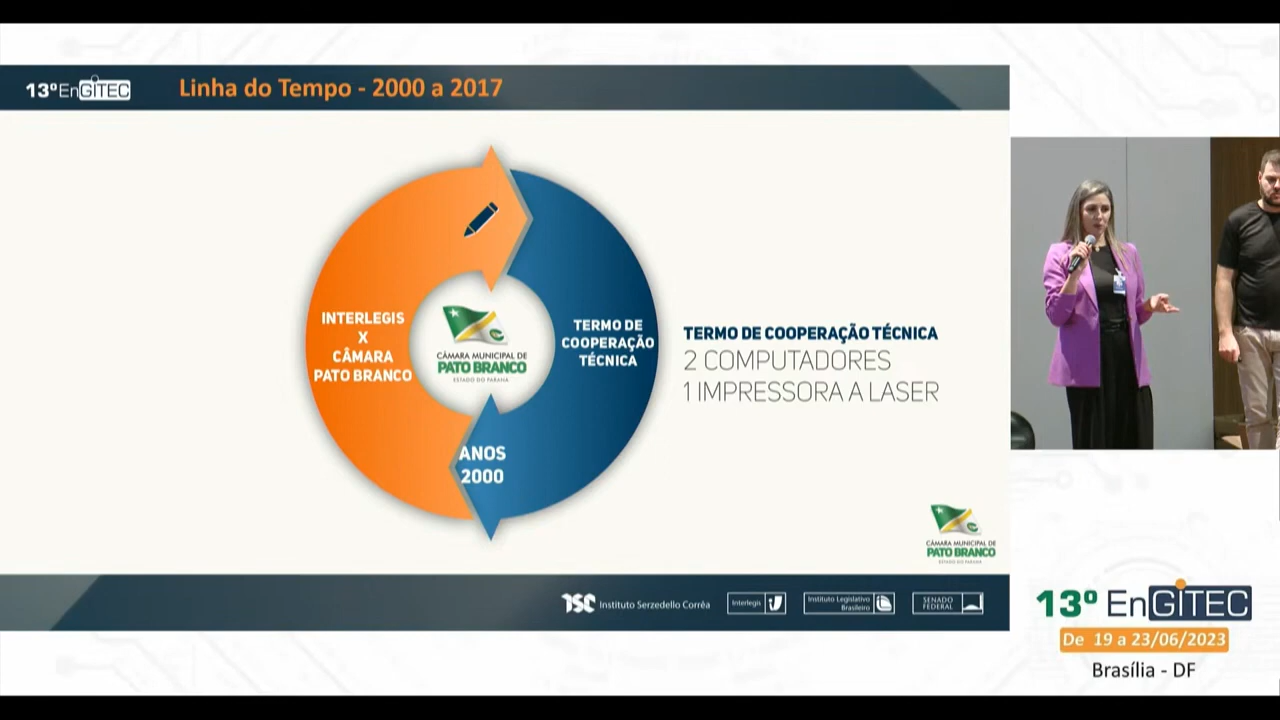 13º EnGITEC
Linha do Tempo - 2000 a 2017
INTERLEGIS
X
CÂMARA
PATO BRANCO
CÂMARA MUNICIPAL DE
PATO BRANCO
ESTADO DO PARANÁ
TERMO DE
COOPERAÇÃO
TÉCNICA
ANOS
2000
TERMO DE COOPERAÇÃO TÉCNICA
2 COMPUTADORES
1 IMPRESSORA A LASER
CÂMARA MUNICIPAL DE
PATO BRANCO
ESTADO DO PARANÁ
ISC Instituto Serzedello Corrêa
Interlegis
Instituto Legislativo
Brasileiro
SENADO
FEDERAL
13º EnGITEC
De 19 a 23/06/2023
Brasília - DF